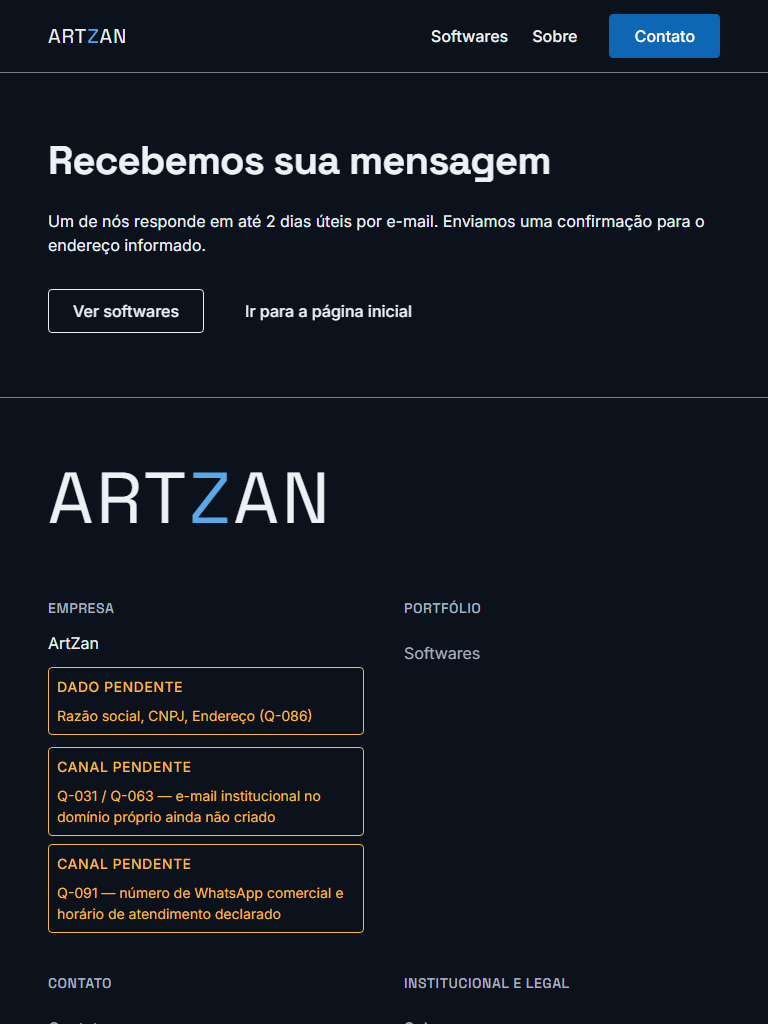 ARTZAN
Softwares
Sobre
Contato
Recebemos sua mensagem
Um de nós responde em até 2 dias úteis por e-mail. Enviamos uma confirmação para o
endereço informado.
Ver softwares
Ir para a página inicial
ARTZAN
EMPRESA
ArtZan
DADO PENDENTE
Razão social, CNPJ, Endereço (Q-086)
CANAL PENDENTE
Q-031 / Q-063 — e-mail institucional no
domínio próprio ainda não criado
CANAL PENDENTE
Q-091 — número de WhatsApp comercial e
horário de atendimento declarado
PORTFÓLIO
Softwares
CONTATO
INSTITUCIONAL E LEGAL